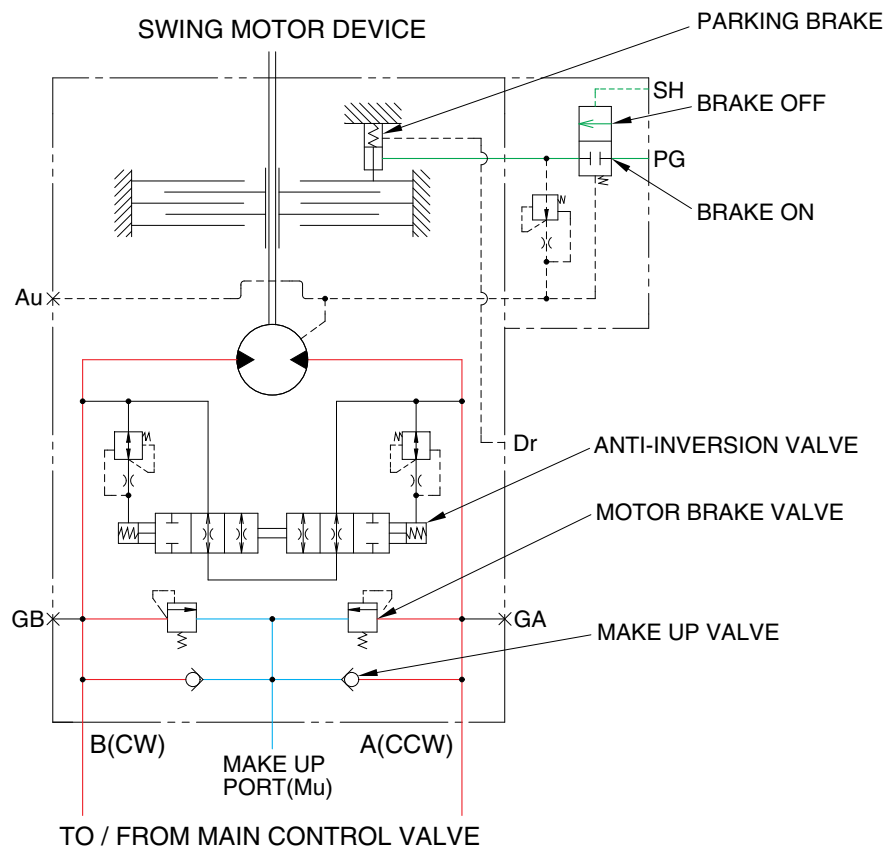 SWING MOTOR DEVICE
PARKING BRAKE
SH
BRAKE OFF
PG
BRAKE ON
Au
Dr
ANTI-INVERSION VALVE
MOTOR BRAKE VALVE
GB
GA
MAKE UP VALVE
B(CW)
A(CCW)
MAKE UP
PORT(Mu)
TO / FROM MAIN CONTROL VALVE